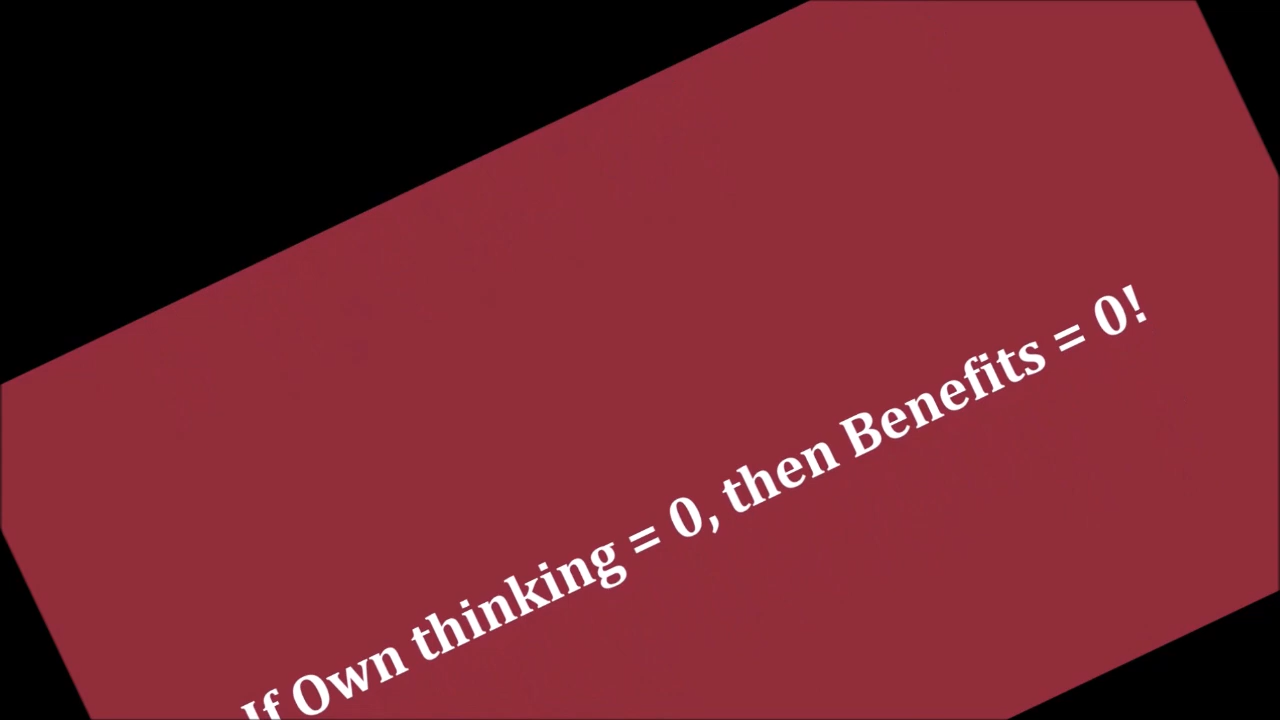 If Own thinking = 0, then Benefits = 0!